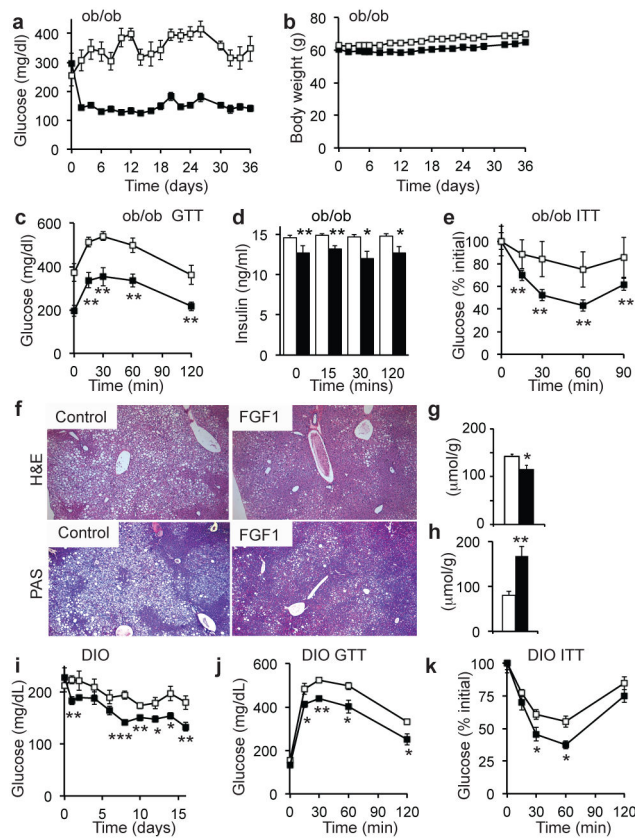 a ob/ob
Glucose (mg/dl)
400
300
200
100
0
0 6 12 18 24 30 36
Time (days)
b ob/ob
Body weight (g)
80
60
40
20
0
0 6 12 18 24 30 36
Time (days)
c ob/ob GTT
Glucose (mg/dl)
600
400
200
0
** ** ** **
0 30 60 90 120
Time (min)
d ob/ob
Insulin (ng/ml)
15
10
5
0
** ** * *
0 15 30 120
Time (mins)
e ob/ob ITT
Glucose (% initial)
100
80
60
40
20
0
** ** ** **
0 30 60 90
Time (min)
f
H&E
Control
FGF1
PAS
Control
FGF1
g
(μmol/g)
200
150
100
50
0
*
h
(μmol/g)
200
150
100
50
0
**
i DIO
Glucose (mg/dL)
200
150
100
50
0
** *** ** * * **
0 5 10 15
Time (days)
j DIO GTT
Glucose (mg/dL)
600
400
200
0
* ** * *
0 30 60 90 120
Time (min)
k DIO ITT
Glucose (% initial)
100
75
50
25
0
* *
0 30 60 90 120
Time (min)